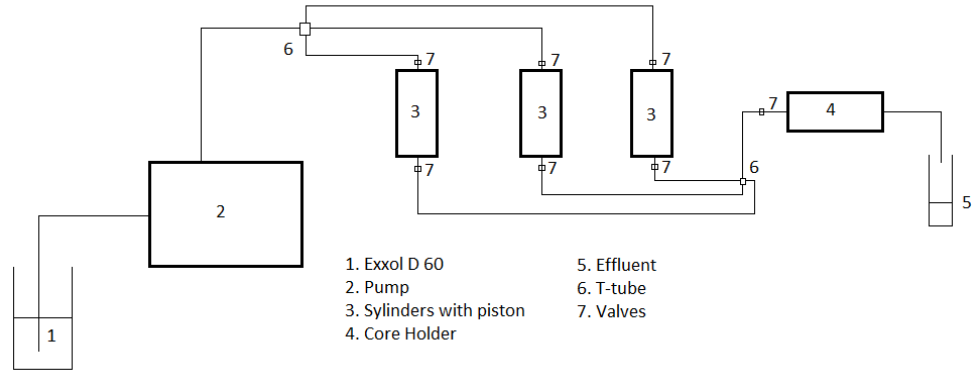 6
7
7
7
3
3
3
7
4
7
7
7
6
2
5
1
1. Exxol D 60
2. Pump
3. Sylinders with piston
4. Core Holder
5. Effluent
6. T-tube
7. Valves